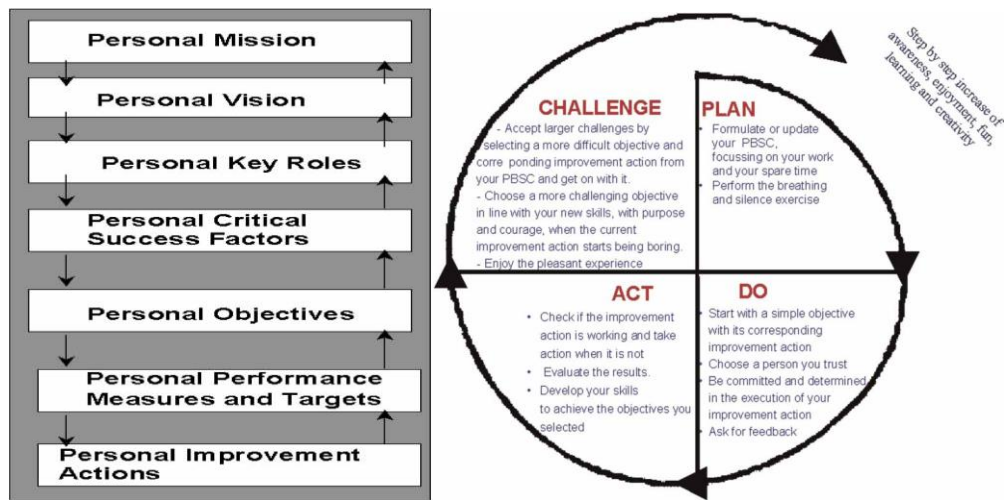 Personal Mission
Personal Vision
Personal Key Roles
Personal Critical
Success Factors
Personal Objectives
Personal Performance
Measures and Targets
Personal Improvement
Actions
Step by step increase of
awareness, enjoyment, fun,
learning and creativity
CHALLENGE
- Accept larger challenges by
selecting a more difficult objective and
corre ponding improvement action from
your PBSC and get on with it.
- Choose a more challenging objective
in line with your new skills, with purpose
and courage, when the current
improvement action starts being boring.
- Enjoy the pleasant experience
PLAN
Formulate or update
your PBSC,
focussing on your work
and your spare time
Perform the breathing
and silence exercise
ACT
• Check if the improvement
action is working and take
action when it is not
• Evaluate the results.
• Develop your skills
to achieve the objectives you
selected
DO
Start with a simple objective
with its corresponding
improvement action
Choose a person you trust
Be committed and determined
in the execution of your
improvement action
Ask for feedback